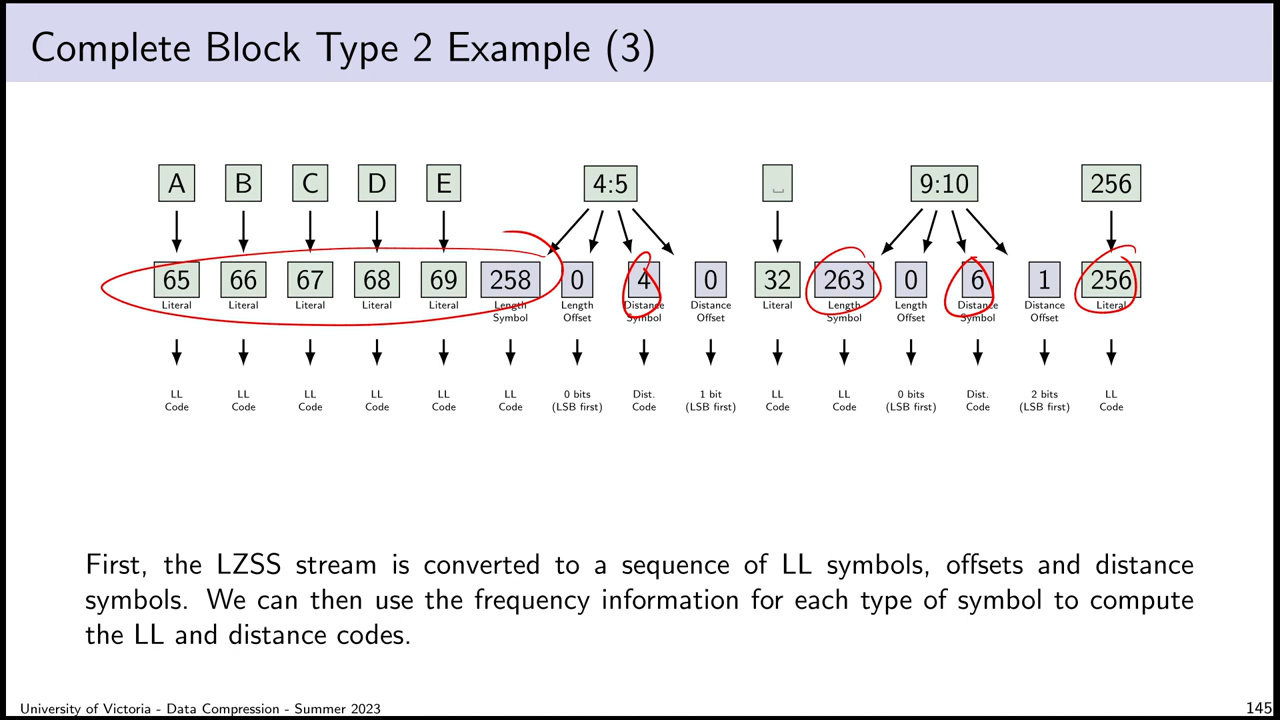 Complete Block Type 2 Example (3)
A B C D E 4:5 ␣ 9:10 256
65 66 67 68 69 258 0 4 0 32 263 0 6 1 256
Literal Literal Literal Literal Literal Length Symbol Length Offset Distance Symbol Distance Offset Literal Length Symbol Length Offset Distance Symbol Distance Offset Literal
LL Code LL Code LL Code LL Code LL Code LL Code 0 bits (LSB first) Dist. Code 1 bit (LSB first) LL Code LL Code 0 bits (LSB first) Dist. Code 2 bits (LSB first) LL Code
First, the LZSS stream is converted to a sequence of LL symbols, offsets and distance
symbols. We can then use the frequency information for each type of symbol to compute
the LL and distance codes.
University of Victoria - Data Compression - Summer 2023
145